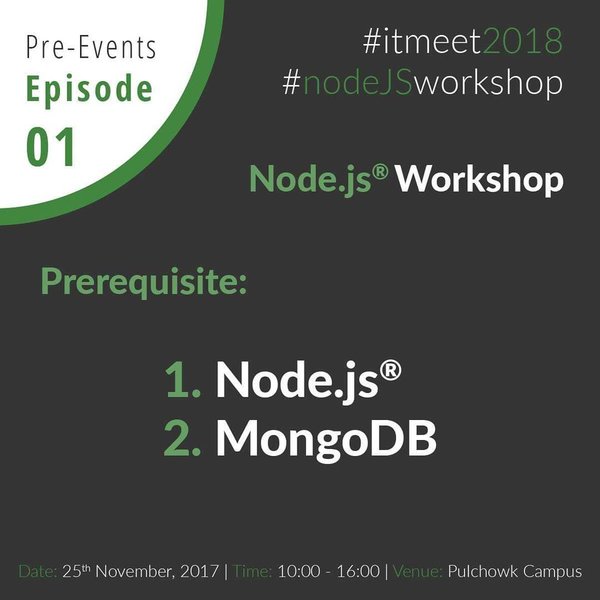 Pre-Events
Episode
01
#itmeet2018
#nodeJSworkshop
Node.js® Workshop
Prerequisite:
1. Node.js®
2. MongoDB
Date: 25th November, 2017 | Time: 10:00 - 16:00 | Venue: Pulchowk Campus